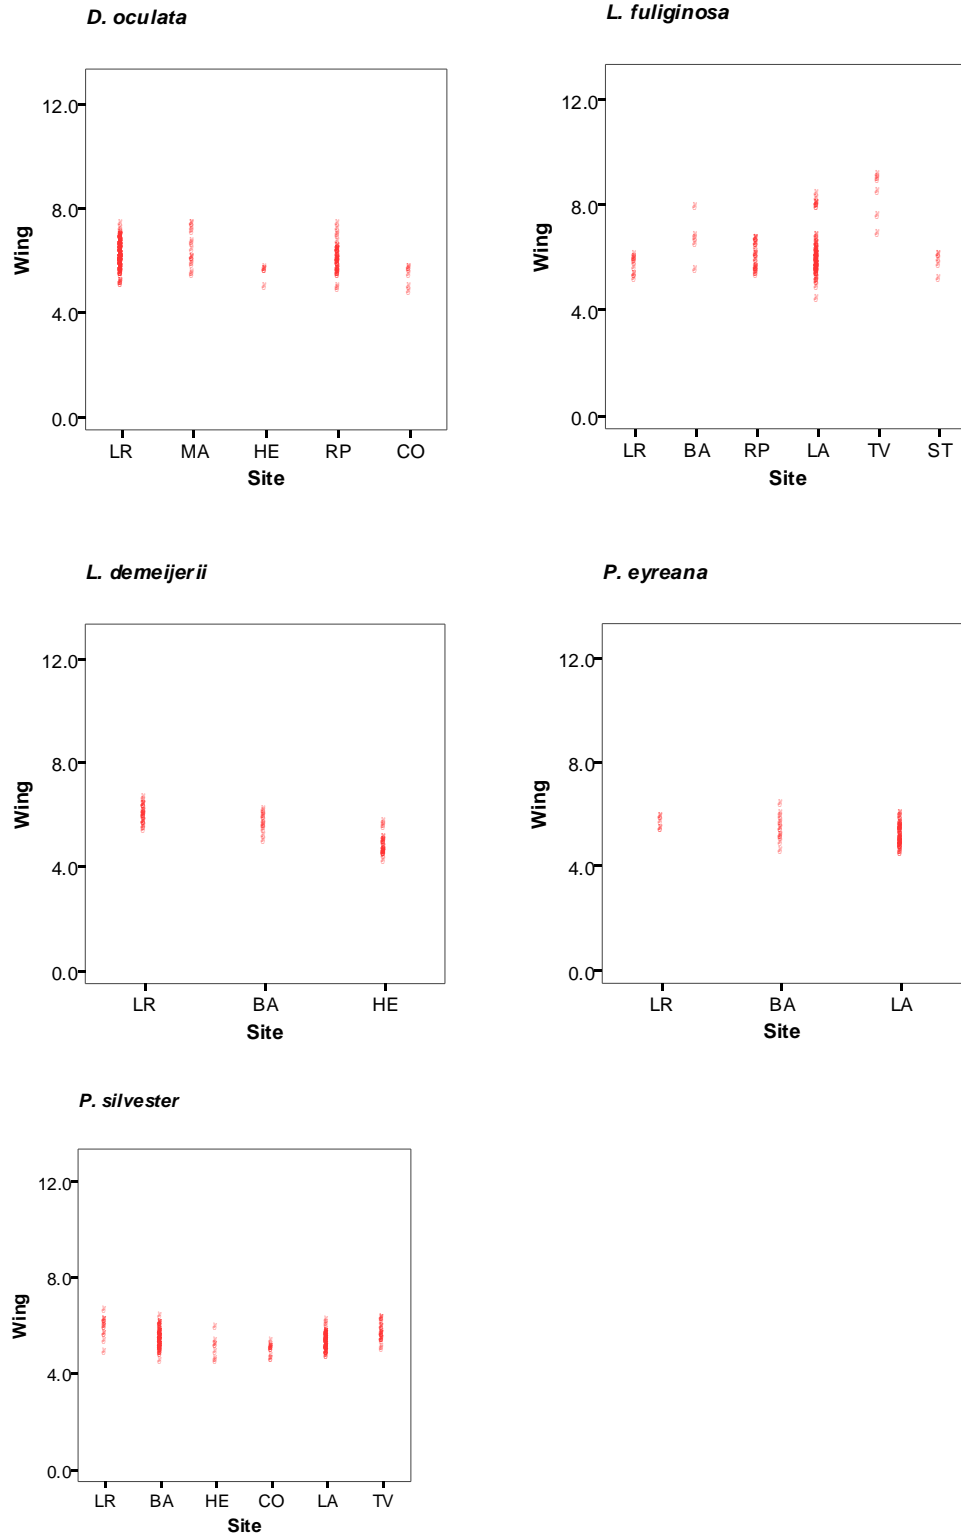 D. oculata
12.0
8.0
4.0
0.0
Wing
LR MA HE RP CO
Site
L. fuliginosa
12.0
8.0
4.0
0.0
Wing
LR BA RP LA TV ST
Site
L. demeijerii
12.0
8.0
4.0
0.0
Wing
LR BA HE
Site
P. eyreana
12.0
8.0
4.0
0.0
Wing
LR BA LA
Site
P. silvester
12.0
8.0
4.0
0.0
Wing
LR BA HE CO LA TV
Site